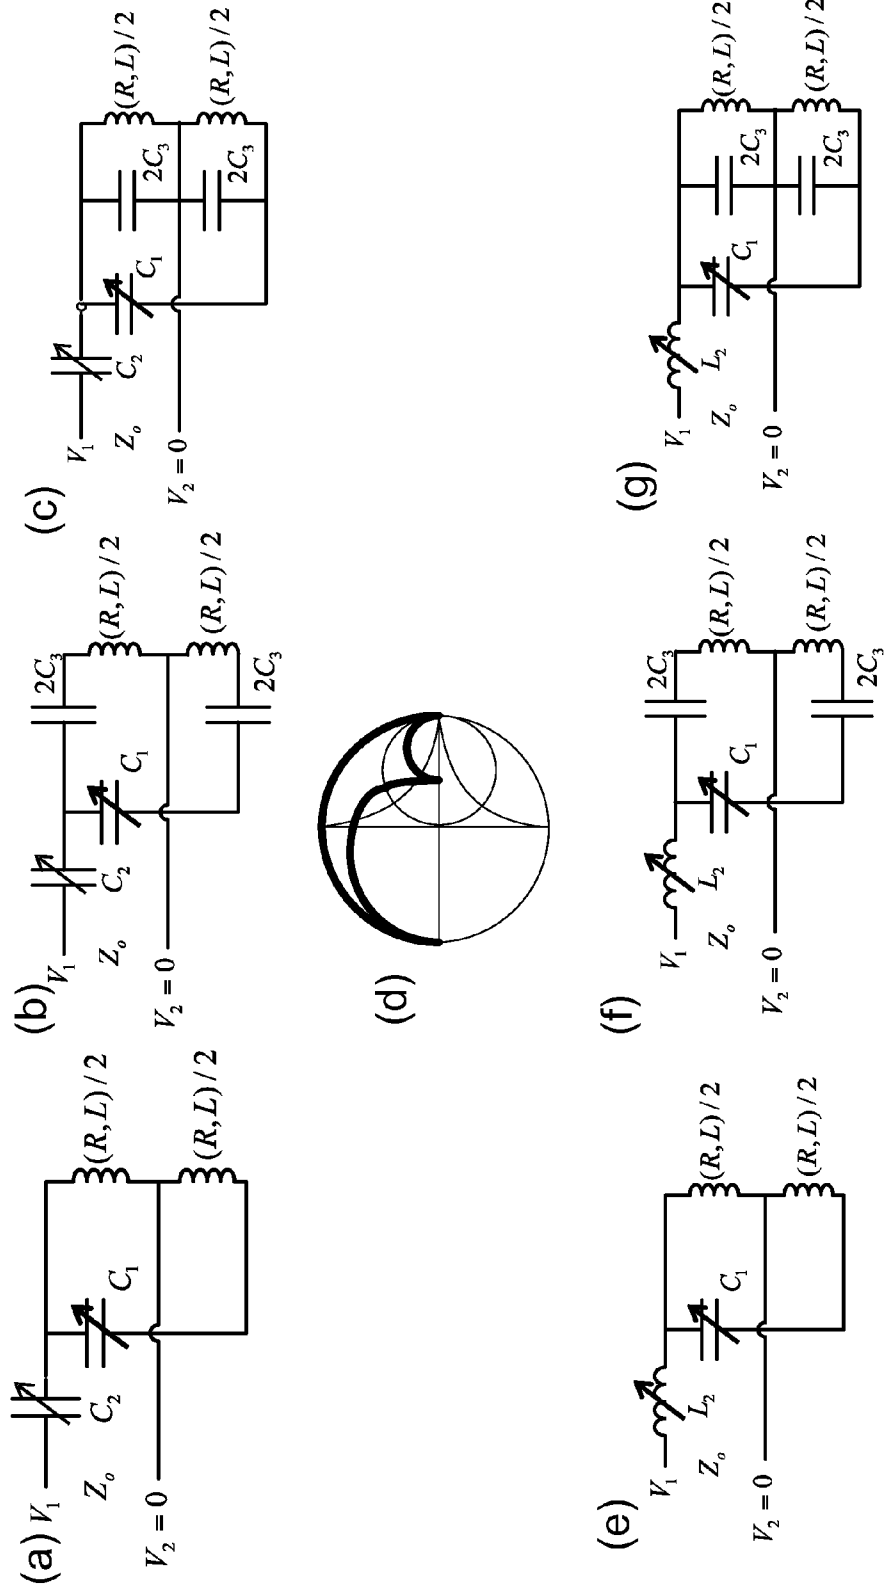 (a)
V₁
C₂
C₁
(R,L)/2
(R,L)/2
Zₒ
V₂ = 0
(b)
V₁
C₂
C₁
2C₃
(R,L)/2
(R,L)/2
2C₃
Zₒ
V₂ = 0
(c)
V₁
C₂
C₁
2C₃
2C₃
(R,L)/2
(R,L)/2
Zₒ
V₂ = 0
(d)
(e)
V₁
L₂
C₁
(R,L)/2
(R,L)/2
Zₒ
V₂ = 0
(f)
V₁
L₂
C₁
2C₃
(R,L)/2
(R,L)/2
2C₃
Zₒ
V₂ = 0
(g)
V₁
L₂
C₁
2C₃
2C₃
(R,L)/2
(R,L)/2
Zₒ
V₂ = 0